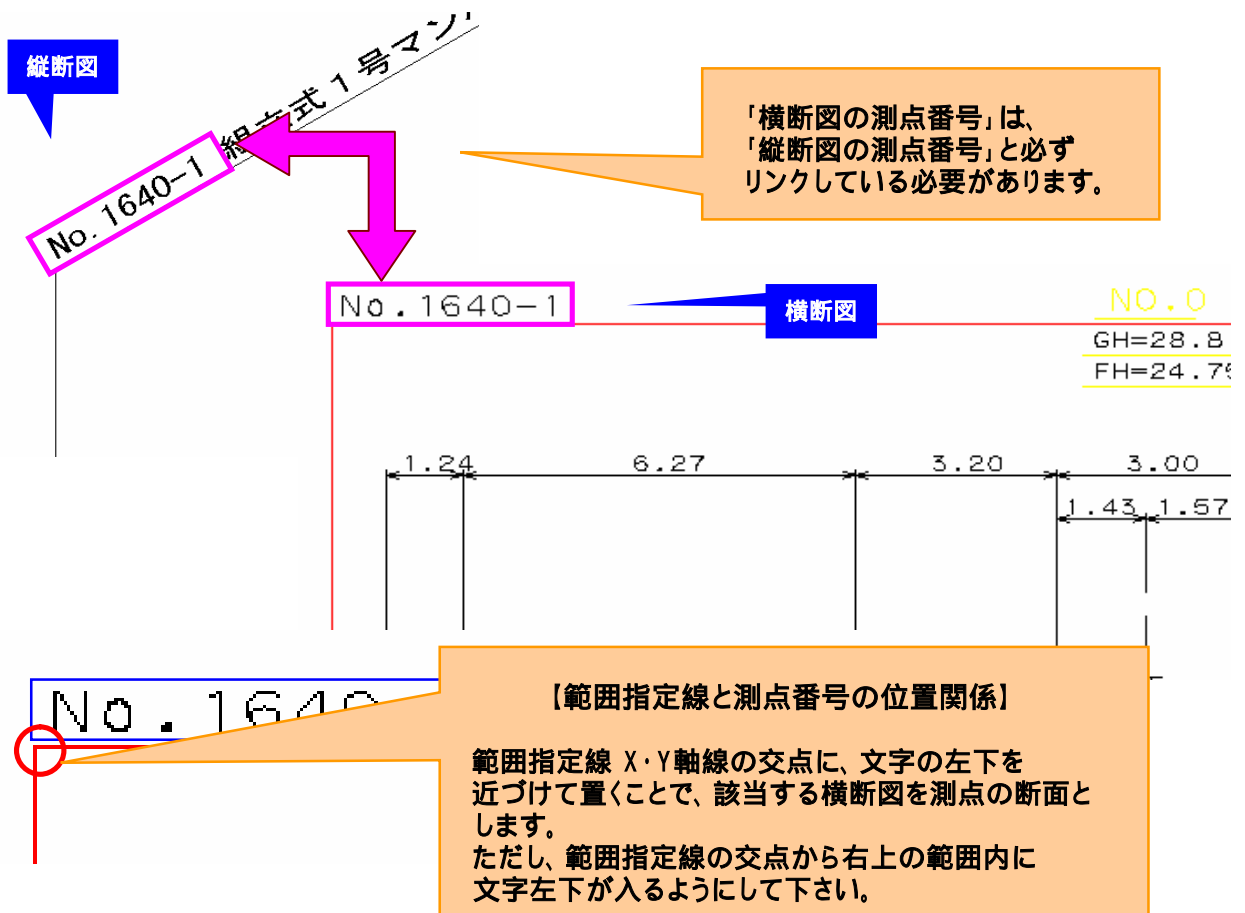 縦断図
組立式1号マン
No.1640-1
「横断図の測点番号」は、
「縦断図の測点番号」と必ず
リンクしている必要があります。
No.1640-1
横断図
NO.0
GH=28.8
FH=24.75
1.24 6.27 3.20 3.00
1.43 1.57
No.1640
【範囲指定線と測点番号の位置関係】
範囲指定線 X・Y軸線の交点に、文字の左下を
近づけて置くことで、該当する横断図を測点の断面と
します。
ただし、範囲指定線の交点から右上の範囲内に
文字左下が入るようにして下さい。